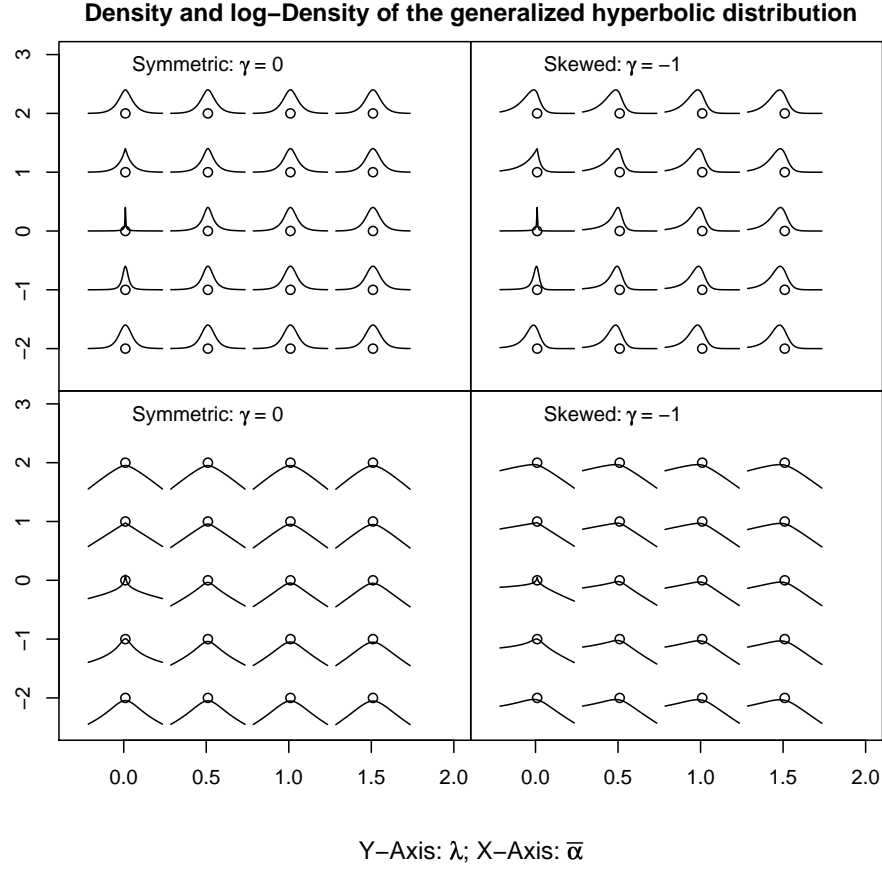 Density and log−Density of the generalized hyperbolic distribution
Symmetric: γ = 0
Skewed: γ = −1
3
2
1
0
−1
−2
Symmetric: γ = 0
Skewed: γ = −1
3
2
1
0
−1
−2
0.0 0.5 1.0 1.5 2.0
0.0 0.5 1.0 1.5 2.0
Y−Axis: λ; X−Axis: α̅